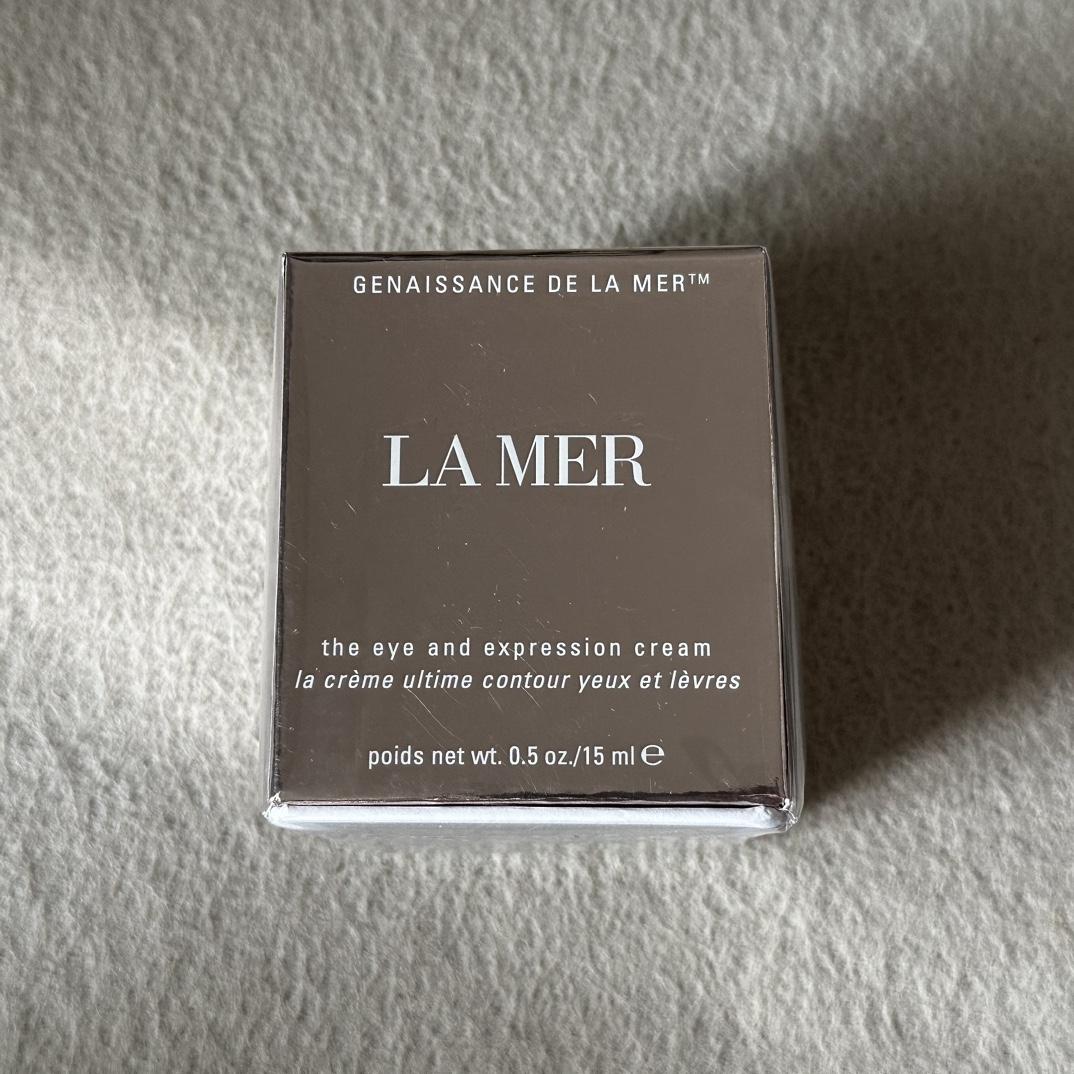 GENAISSANCE DE LA MER™
LA MER
the eye and expression cream
la crème ultime contour yeux et lèvres
poids net wt. 0.5 oz./15 ml ℮